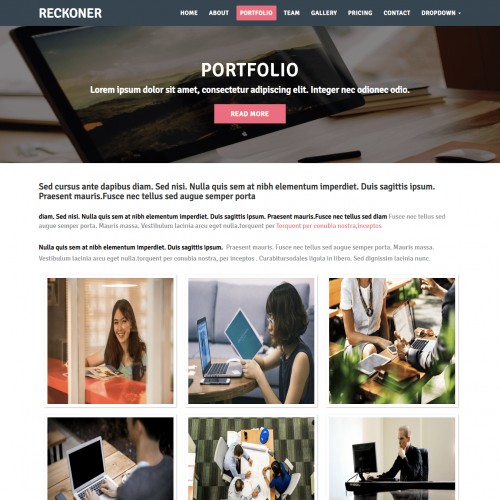 RECKONER
HOME ABOUT PORTFOLIO TEAM GALLERY PRICING CONTACT DROPDOWN
PORTFOLIO
Lorem ipsum dolor sit amet, consectetur adipiscing elit. Integer nec odionec odio.
READ MORE
Sed cursus ante dapibus diam. Sed nisi. Nulla quis sem at nibh elementum imperdiet. Duis sagittis ipsum.
Praesent mauris.Fusce nec tellus sed augue semper porta
diam. Sed nisi. Nulla quis sem at nibh elementum imperdiet. Duis sagittis ipsum. Praesent mauris.Fusce nec tellus sed diam Fusce nec tellus sed
augue semper porta. Mauris massa. Vestibulum lacinia arcu eget nulla.torquent per Torquent per conubia nostra,inceptos
Nulla quis sem at nibh elementum imperdiet. Duis sagittis ipsum. Praesent mauris. Fusce nec tellus sed augue semper porta. Mauris massa.
Vestibulum lacinia arcu eget nulla.torquent per conubia nostra, per inceptos . Curabitursodales ligula in libero. Sed dignissim lacinia nunc.